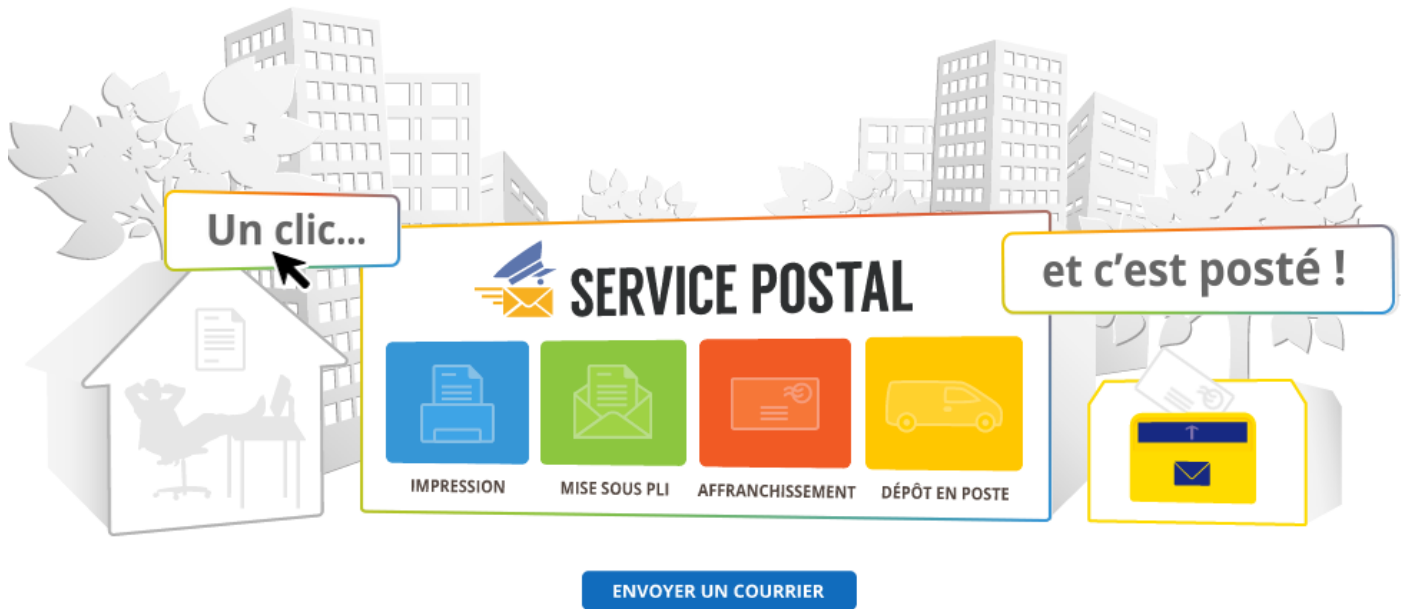 Un clic...
et c’est posté !
SERVICE POSTAL
IMPRESSION
MISE SOUS PLI
AFFRANCHISSEMENT
DÉPÔT EN POSTE
ENVOYER UN COURRIER